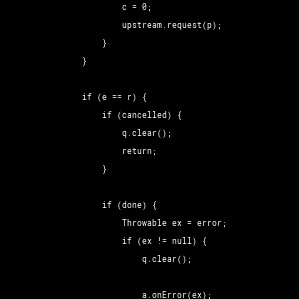 c = 0;
upstream.request(p);
}
}
if (e == r) {
if (cancelled) {
q.clear();
return;
}
if (done) {
Throwable ex = error;
if (ex != null) {
q.clear();
a.onError(ex);